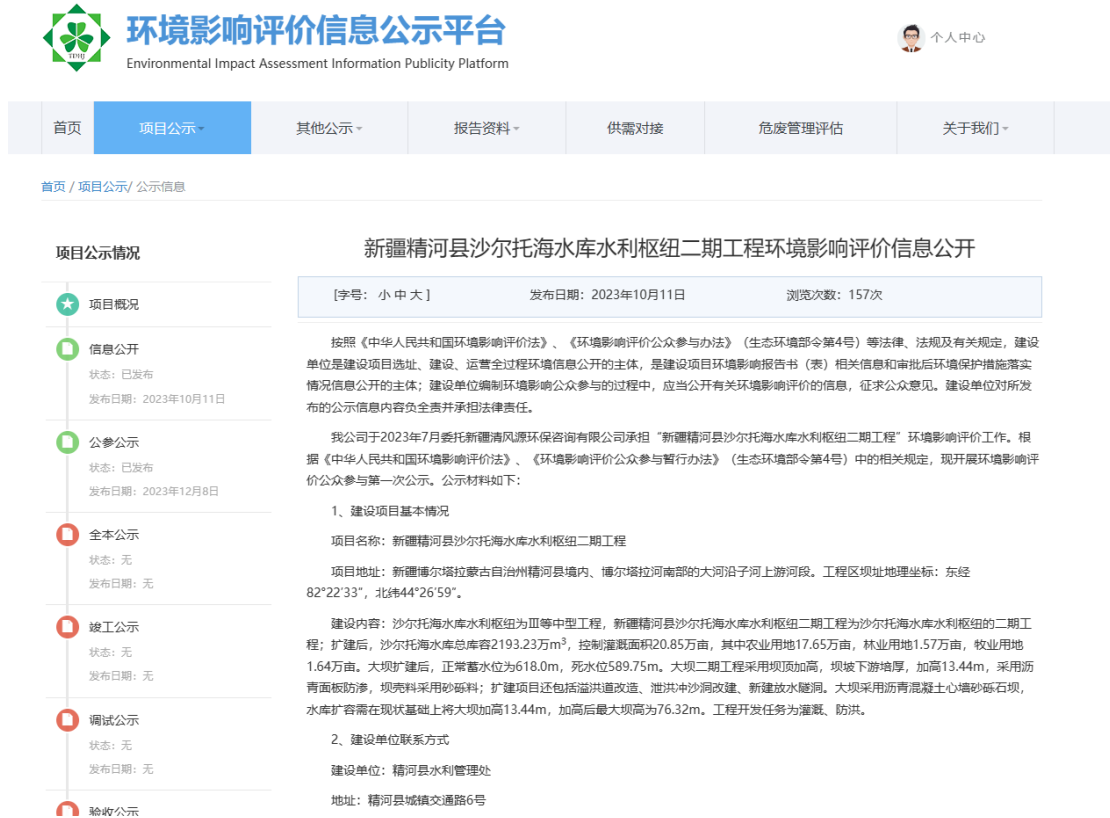 环境影响评价信息公示平台
Environmental Impact Assessment Information Publicity Platform
TPHJ
个人中心
首页
项目公示
其他公示
报告资料
供需对接
危废管理评估
关于我们
首页 / 项目公示/ 公示信息
项目公示情况
项目概况
信息公开
状态：已发布
发布日期：2023年10月11日
公参公示
状态：已发布
发布日期：2023年12月8日
全本公示
状态：无
发布日期：无
竣工公示
状态：无
发布日期：无
调试公示
状态：无
发布日期：无
验收公示
新疆精河县沙尔托海水库水利枢纽二期工程环境影响评价信息公开
[字号： 小 中 大 ]
发布日期：2023年10月11日
浏览次数：157次
按照《中华人民共和国环境影响评价法》、《环境影响评价公众参与办法》（生态环境部令第4号）等法律、法规及有关规定，建设
单位是建设项目选址、建设、运营全过程环境信息公开的主体，是建设项目环境影响报告书（表）相关信息和审批后环境保护措施落实
情况信息公开的主体；建设单位编制环境影响公众参与的过程中，应当公开有关环境影响评价的信息，征求公众意见。建设单位对所发
布的公示信息内容负全责并承担法律责任。
我公司于2023年7月委托新疆清风源环保咨询有限公司承担“新疆精河县沙尔托海水库水利枢纽二期工程”环境影响评价工作。根
据《中华人民共和国环境影响评价法》、《环境影响评价公众参与暂行办法》（生态环境部令第4号）中的相关规定，现开展环境影响评
价公众参与第一次公示。公示材料如下：
1、建设项目基本情况
项目名称：新疆精河县沙尔托海水库水利枢纽二期工程
项目地址：新疆博尔塔拉蒙古自治州精河县境内、博尔塔拉河南部的大河沿子河上游河段。工程区坝址地理坐标：东经
82°22′33″，北纬44°26′59″。
建设内容：沙尔托海水库水利枢纽为Ⅲ等中型工程，新疆精河县沙尔托海水库水利枢纽二期工程为沙尔托海水库水利枢纽的二期工
程；扩建后，沙尔托海水库总库容2193.23万m³，控制灌溉面积20.85万亩，其中农业用地17.65万亩，林业用地1.57万亩，牧业用地
1.64万亩。大坝扩建后，正常蓄水位为618.0m，死水位589.75m。大坝二期工程采用坝顶加高，坝坡下游培厚，加高13.44m，采用沥
青面板防渗，坝壳料采用砂砾料；扩建项目还包括溢洪道改造、泄洪冲沙洞改建、新建放水隧洞。大坝采用沥青混凝土心墙砂砾石坝，
水库扩容需在现状基础上将大坝加高13.44m，加高后最大坝高为76.32m。工程开发任务为灌溉、防洪。
2、建设单位联系方式
建设单位：精河县水利管理处
地址：精河县城镇交通路6号